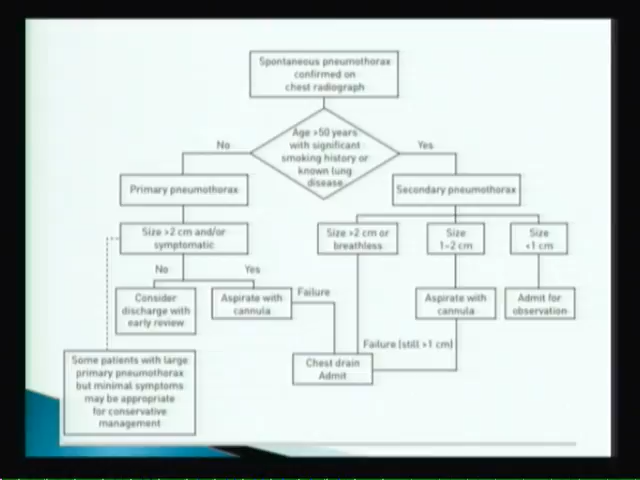 Spontaneous pneumothorax
confirmed on
chest radiograph
Age >50 years
with significant
smoking history or
known lung
disease
No
Yes
Primary pneumothorax
Secondary pneumothorax
Size >2 cm and/or
symptomatic
Size >2 cm or
breathless
Size
1–2 cm
Size
<1 cm
No
Yes
Consider
discharge with
early review
Aspirate with
cannula
Failure
Aspirate with
cannula
Admit for
observation
Failure (still >1 cm)
Chest drain
Admit
Some patients with large
primary pneumothorax
but minimal symptoms
may be appropriate
for conservative
management